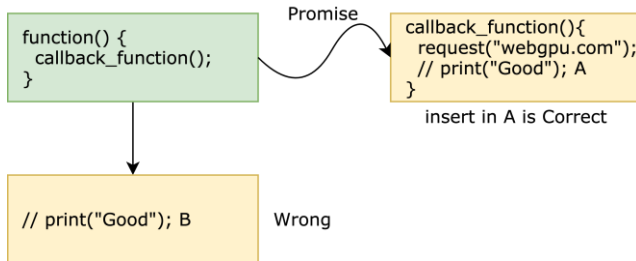 Promise
function() {
callback_function();
}
callback_function(){
request("webgpu.com");
// print("Good"); A
}
insert in A is Correct
// print("Good"); B
Wrong